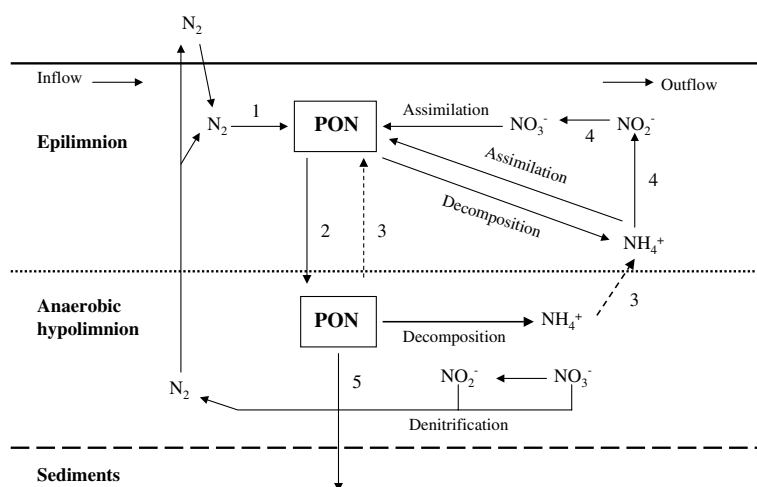 N₂
Inflow
Outflow
N₂
1
PON
Assimilation
NO₃⁻
4
NO₂⁻
Epilimnion
Assimilation
4
Decomposition
2
3
NH₄⁺
Anaerobic
hypolimnion
PON
Decomposition
NH₄⁺
3
N₂
5
NO₂⁻
NO₃⁻
Denitrification
Sediments